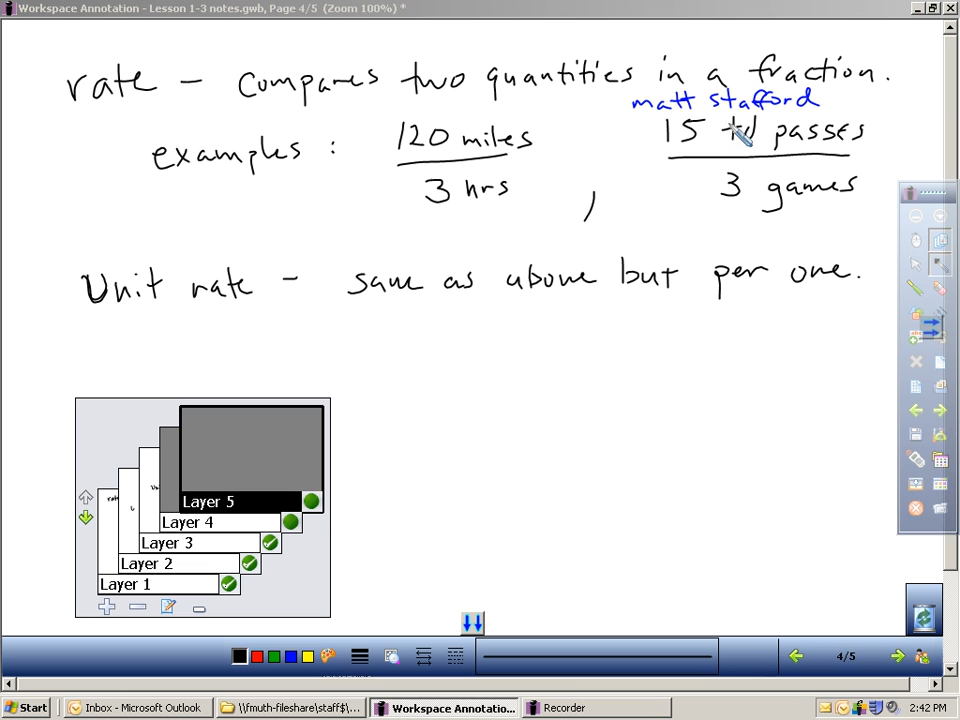 Workspace Annotation - Lesson 1-3 notes.gwb, Page 4/5 (Zoom 100%) *
rate - compares two quantities in a fraction.
matt stafford
examples : 120 miles / 3 hrs , 15 td passes / 3 games
Unit rate - same as above but per one.
Layer 5
Layer 4
Layer 3
Layer 2
Layer 1
4/5
Start
Inbox - Microsoft Outlook
\\fmuth-fileshare\staff$\...
Workspace Annotatio...
Recorder
2:42 PM